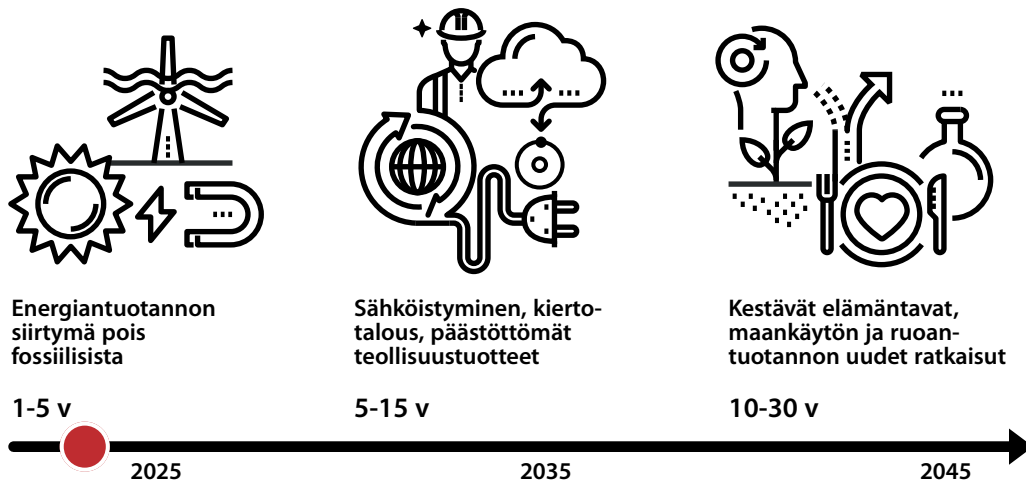 Energiantuotannon
siirtymä pois
fossiilisista
1-5 v
Sähköistyminen, kierto-
talous, päästöttömät
teollisuustuotteet
5-15 v
Kestävät elämäntavat,
maankäytön ja ruoan-
tuotannon uudet ratkaisut
10-30 v
2025
2035
2045